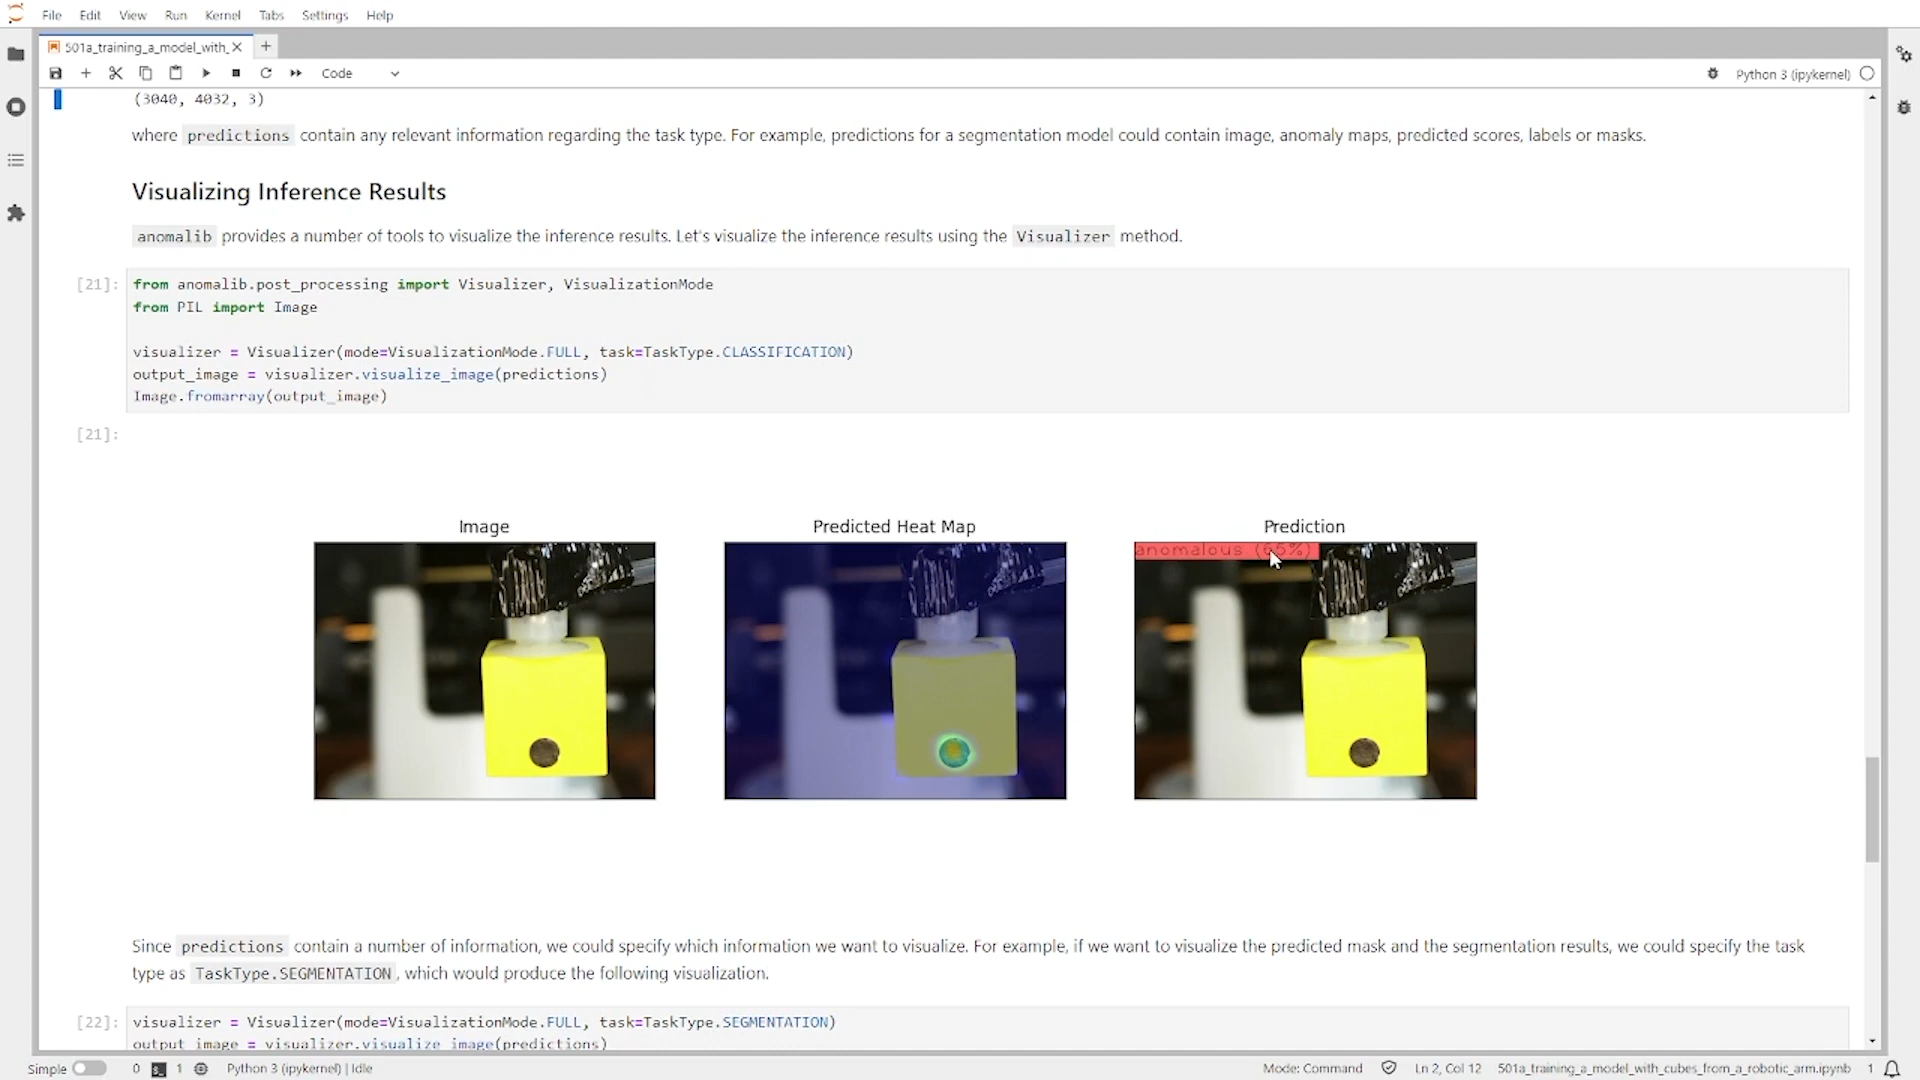 File Edit View Run Kernel Tabs Settings Help
501a_training_a_model_with_
Code
Python 3 (ipykernel)
(3040, 4032, 3)
where predictions contain any relevant information regarding the task type. For example, predictions for a segmentation model could contain image, anomaly maps, predicted scores, labels or masks.
Visualizing Inference Results
anomalib provides a number of tools to visualize the inference results. Let's visualize the inference results using the Visualizer method.
[21]:
from anomalib.post_processing import Visualizer, VisualizationMode
from PIL import Image
visualizer = Visualizer(mode=VisualizationMode.FULL, task=TaskType.CLASSIFICATION)
output_image = visualizer.visualize_image(predictions)
Image.fromarray(output_image)
[21]:
Image Predicted Heat Map Prediction
anomalous
Since predictions contain a number of information, we could specify which information we want to visualize. For example, if we want to visualize the predicted mask and the segmentation results, we could specify the task
type as TaskType.SEGMENTATION, which would produce the following visualization.
[22]:
visualizer = Visualizer(mode=VisualizationMode.FULL, task=TaskType.SEGMENTATION)
output_image = visualizer.visualize_image(predictions)
Simple 0 1 Python 3 (ipykernel) | Idle Mode: Command Ln 2, Col 12 501a_training_a_model_with_cubes_from_a_robotic_arm.ipynb 1